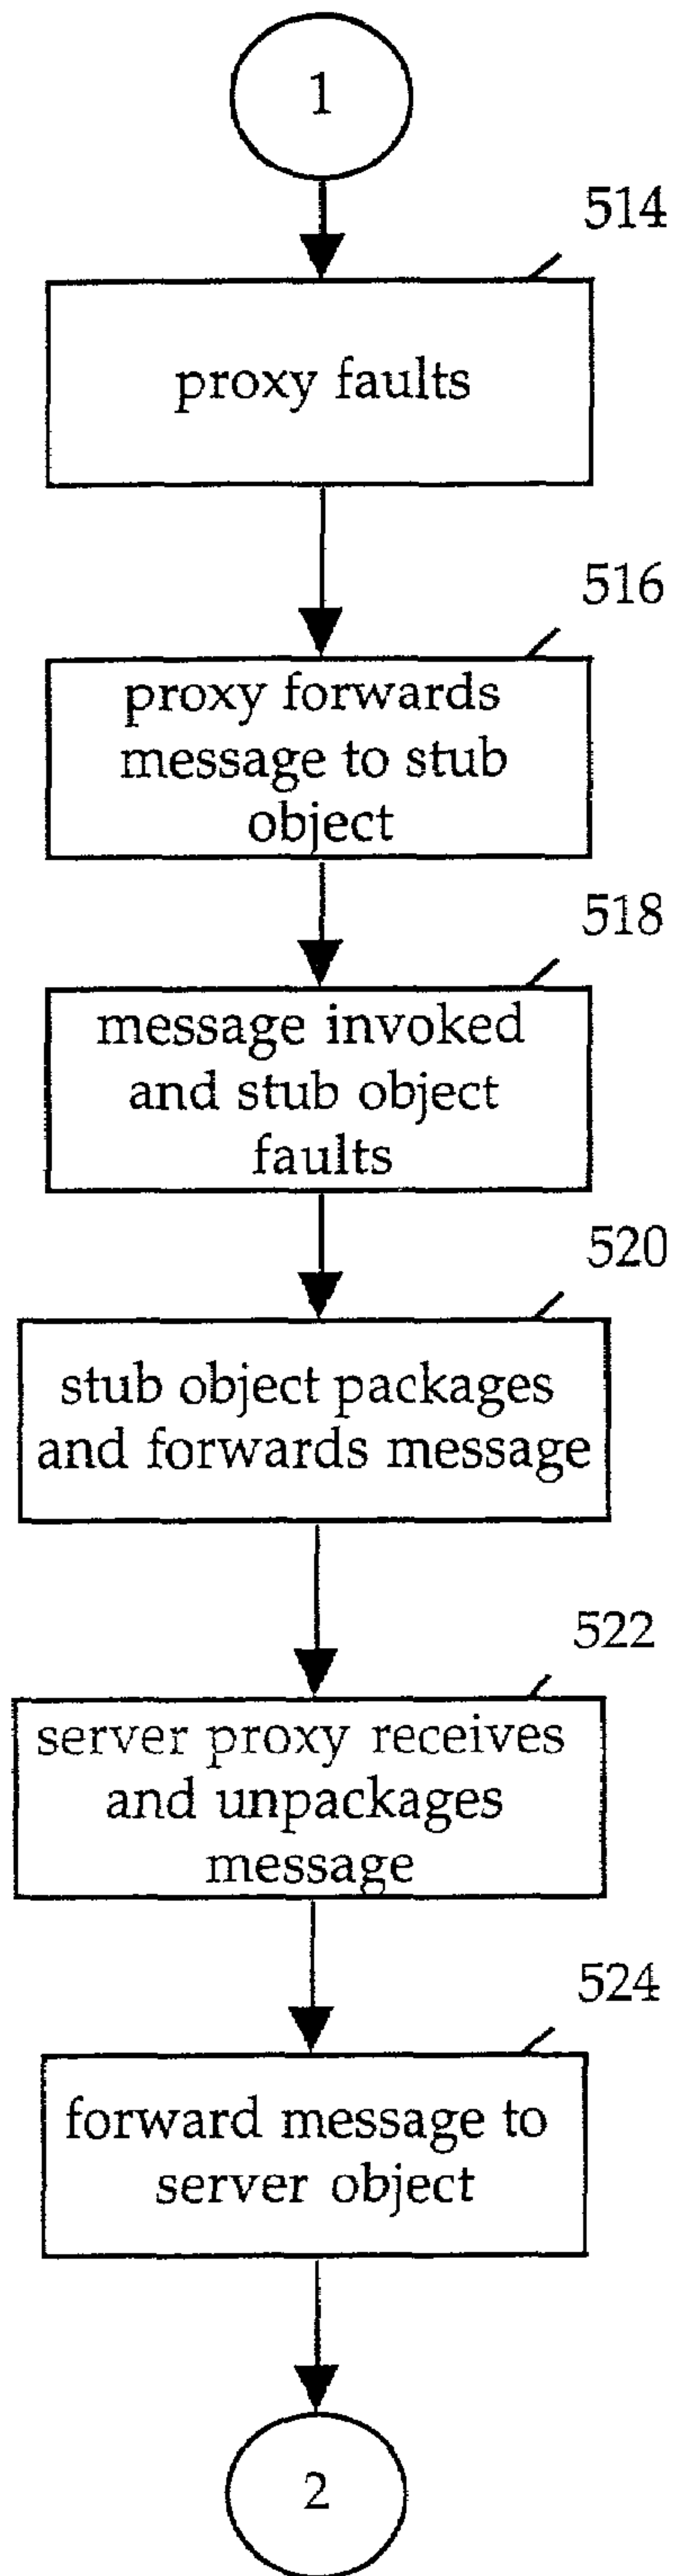 1
514
proxy faults
516
proxy forwards
message to stub
object
518
message invoked
and stub object
faults
520
stub object packages
and forwards message
522
server proxy receives
and unpackages
message
524
forward message to
server object
2